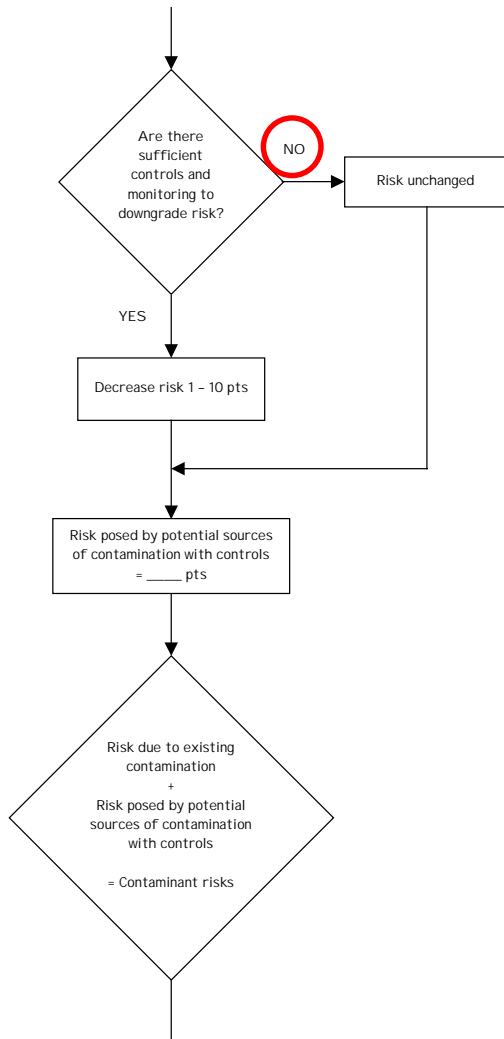 Are there
sufficient
controls and
monitoring to
downgrade risk?
NO
Risk unchanged
YES
Decrease risk 1 – 10 pts
Risk posed by potential sources
of contamination with controls
= _____ pts
Risk due to existing
contamination
+
Risk posed by potential
sources of contamination
with controls
= Contaminant risks